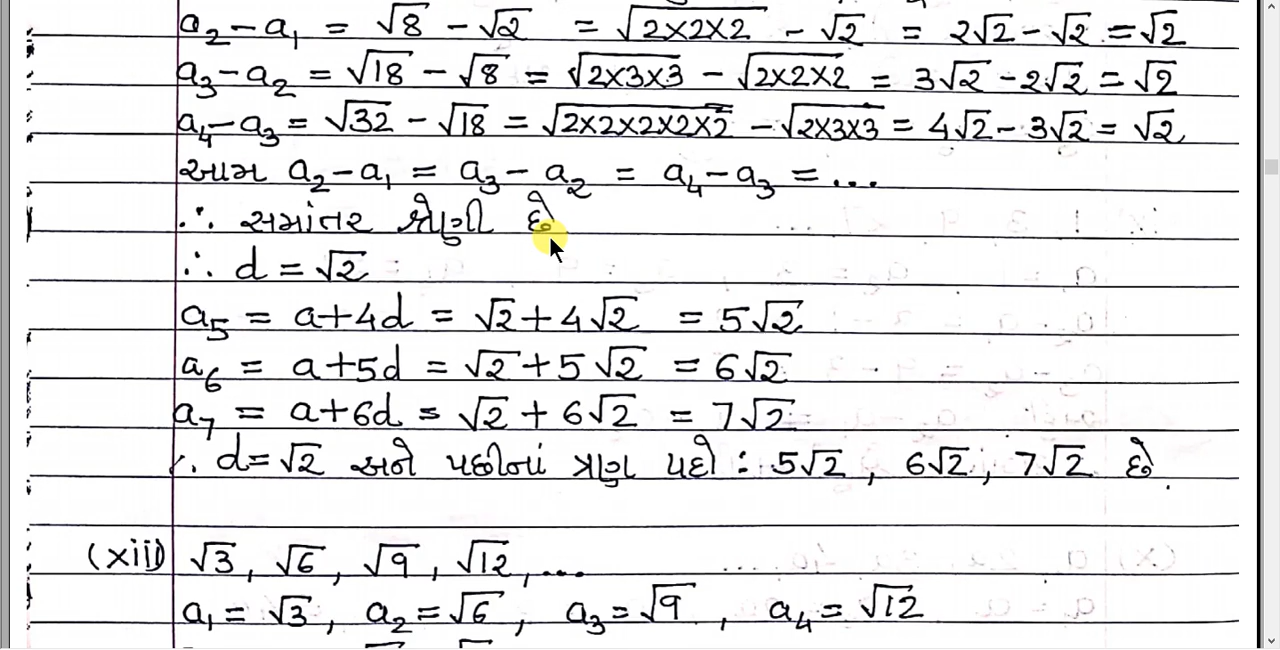 a₂ - a₁ = √8 - √2 = √2×2×2 - √2 = 2√2 - √2 = √2
a₃ - a₂ = √18 - √8 = √2×3×3 - √2×2×2 = 3√2 - 2√2 = √2
a₄ - a₃ = √32 - √18 = √2×2×2×2×2 - √2×3×3 = 4√2 - 3√2 = √2
આમ a₂ - a₁ = a₃ - a₂ = a₄ - a₃ = ...
∴ સમાંતર શ્રેણી છે
∴ d = √2
a₅ = a+4d = √2 + 4√2 = 5√2
a₆ = a+5d = √2 + 5√2 = 6√2
a₇ = a+6d = √2 + 6√2 = 7√2
∴ d = √2 અને પછીનાં ત્રણ પદો : 5√2, 6√2, 7√2 છે.
(xiii) √3, √6, √9, √12, ...
a₁ = √3, a₂ = √6, a₃ = √9, a₄ = √12